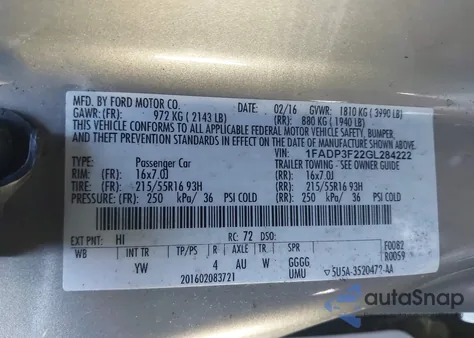 MFD. BY FORD MOTOR CO. DATE: 02/16 GVWR: 1810 KG (3990 LB)
GAWR: (FR): 972 KG (2143 LB) (RR): 880 KG (1940 LB)
THIS VEHICLE CONFORMS TO ALL APPLICABLE FEDERAL MOTOR VEHICLE SAFETY, BUMPER,
AND THEFT PREVENTION STANDARDS IN EFFECT ON THE DATE OF MANUFACTURE SHOWN ABOVE.
VIN: 1FADP3F22GL284222
TYPE: Passenger Car TRAILER TOWING - SEE OWNER GUIDE
RIM: (FR): 16x7.0J (RR): 16x7.0J
TIRE: (FR): 215/55R16 93H (RR): 215/55R16 93H
PRESSURE: (FR): 250 kPa/ 36 PSI COLD (RR): 250 kPa/ 36 PSI COLD
EXT PNT: HI RC: 72 DSO: F0082
WB INT TR TP/PS R AXLE TR SPR R0059
YW 4 AU W GGGG
201602083721 UMU 5U5A-3520472-AA
autoSnap